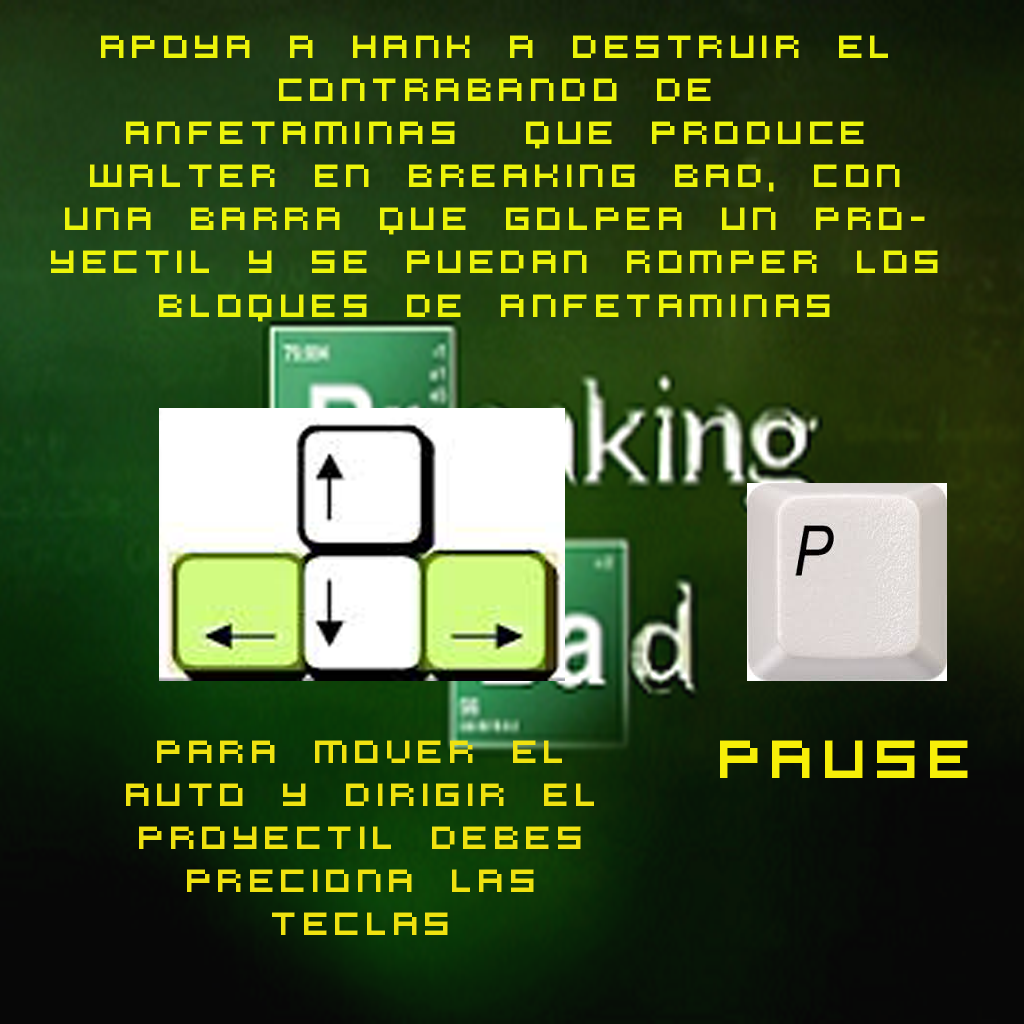 APOYA A HANK A DESTRUIR EL
CONTRABANDO DE
ANFETAMINAS QUE PRODUCE
WALTER EN BREAKING BAD, CON
UNA BARRA QUE GOLPEA UN PRO-
YECTIL Y SE PUEDAN ROMPER LOS
BLOQUES DE ANFETAMINAS
aking
ad
P
PARA MOVER EL
AUTO Y DIRIGIR EL
PROYECTIL DEBES
PRECIONA LAS
TECLAS
PAUSE